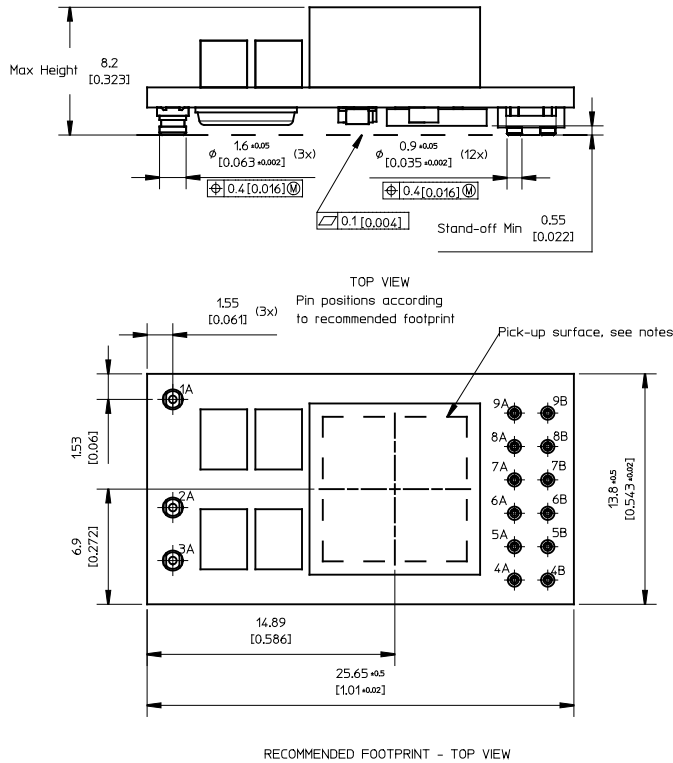 Max Height 8.2
[0.323]
⌀ 1.6 ±0.05
[0.063 ±0.002] (3x)
⌖ 0.4 [0.016] Ⓜ
⌀ 0.9 ±0.05
[0.035 ±0.002] (12x)
⌖ 0.4 [0.016] Ⓜ
⏥ 0.1 [0.004]
Stand-off Min 0.55
[0.022]
TOP VIEW
Pin positions according
to recommended footprint
1.55
[0.061] (3x)
Pick-up surface, see notes
1A
9A 9B
8A 8B
7A 7B
2A
6A 6B
5A 5B
3A
4A 4B
1.53
[0.06]
6.9
[0.272]
13.8 ±0.5
[0.543 ±0.02]
14.89
[0.586]
25.65 ±0.5
[1.01 ±0.02]
RECOMMENDED FOOTPRINT - TOP VIEW